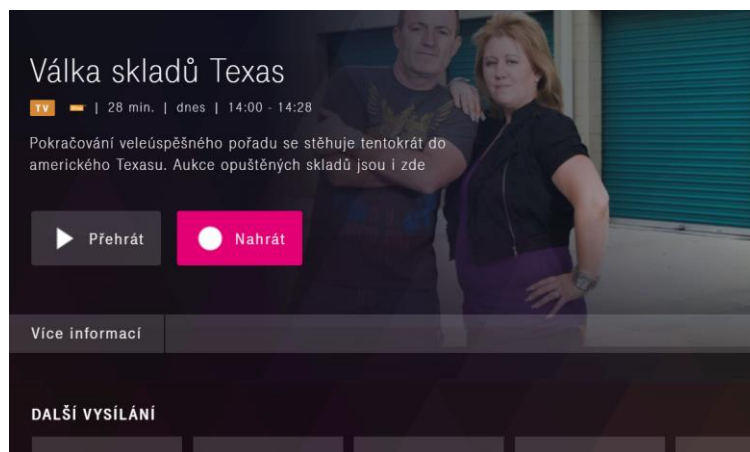 Válka skladů Texas
TV | 28 min. | dnes | 14:00 - 14:28
Pokračování veleúspěšného pořadu se stěhuje tentokrát do
amerického Texasu. Aukce opuštěných skladů jsou i zde
Přehrát
Nahrát
Více informací
DALŠÍ VYSÍLÁNÍ